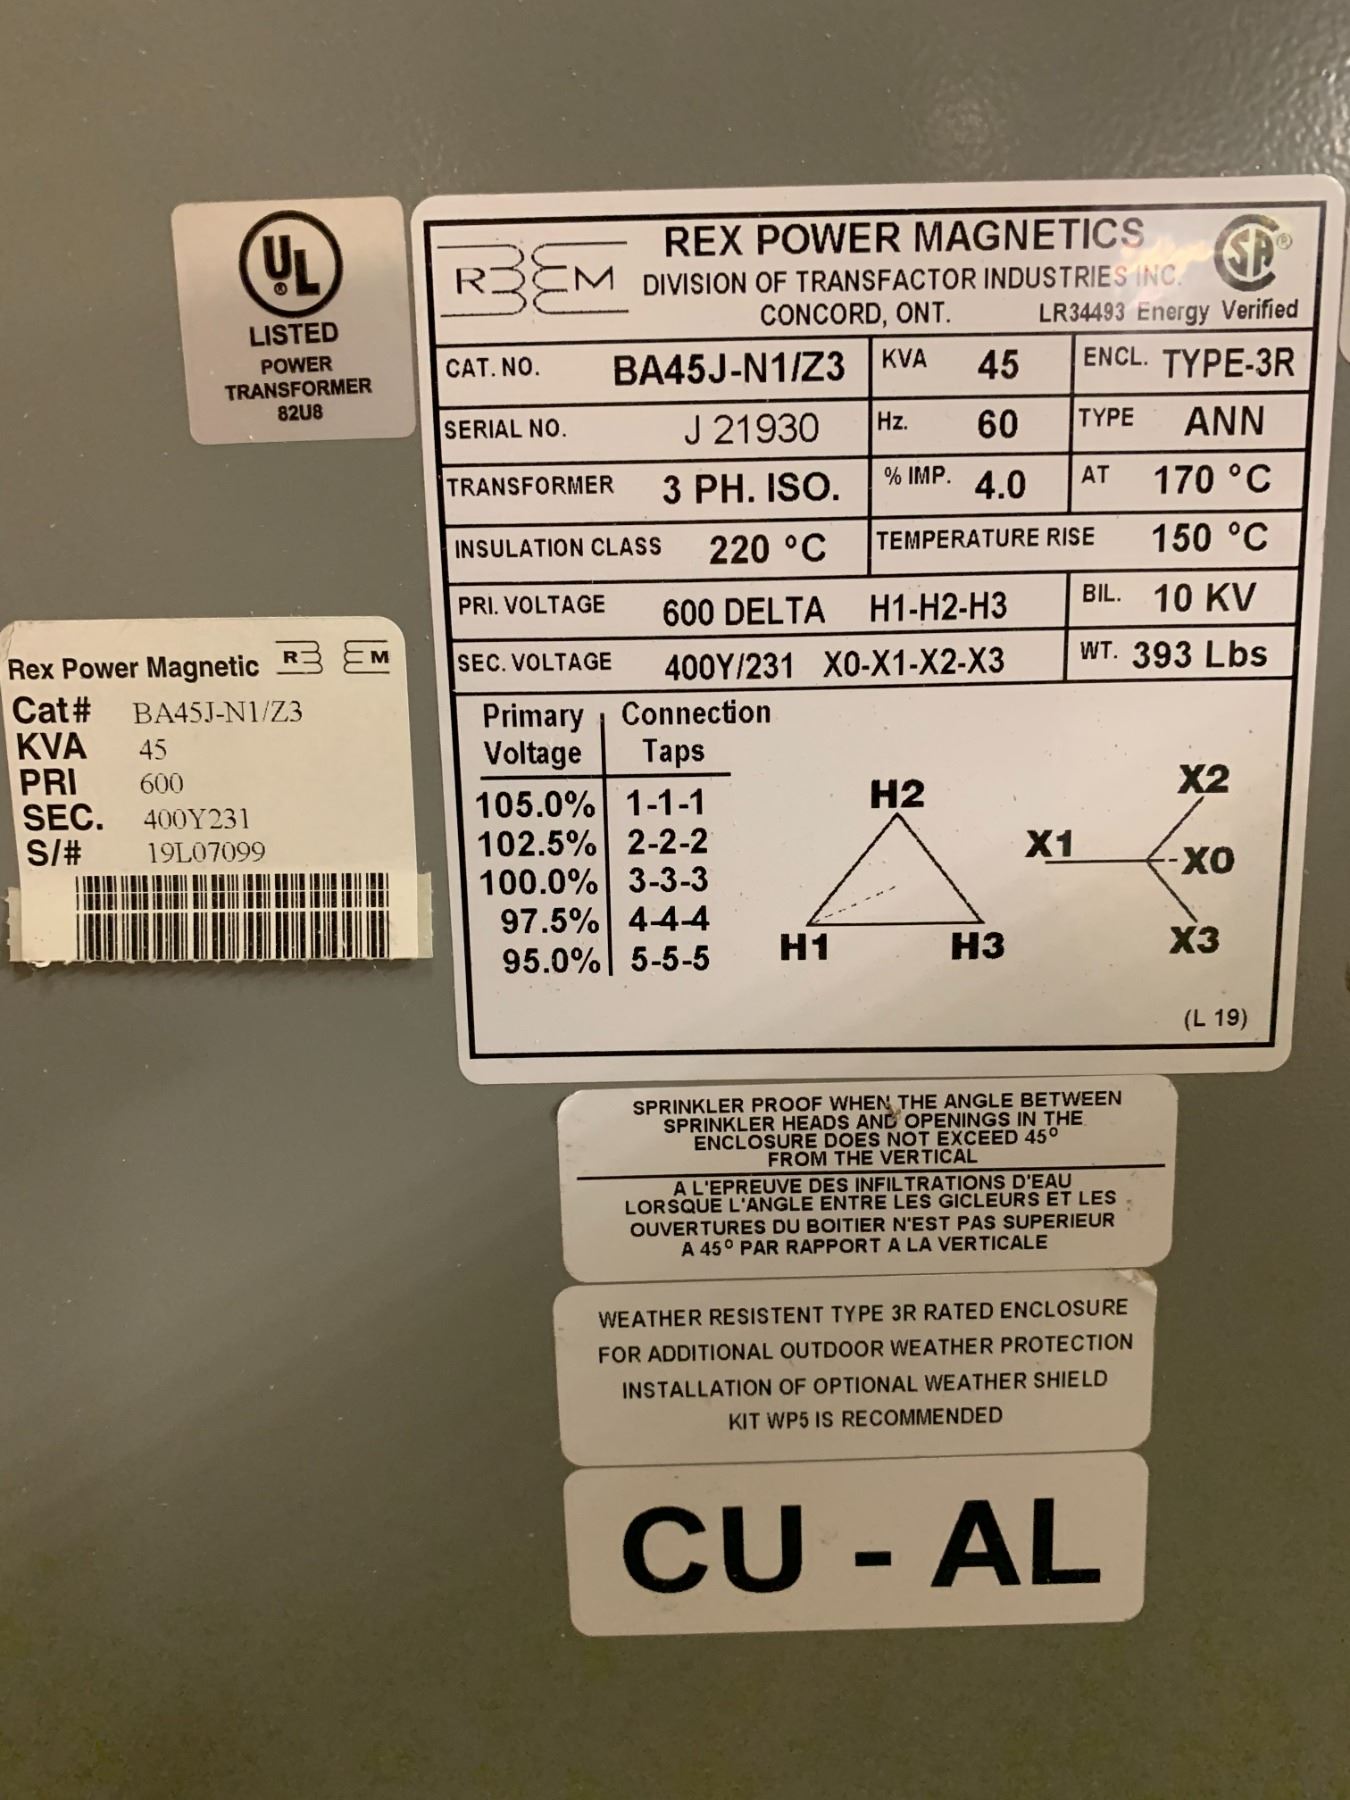 UL
®
LISTED
POWER
TRANSFORMER
82U8
R M
REX POWER MAGNETICS
DIVISION OF TRANSFACTOR INDUSTRIES INC.
CONCORD, ONT.
SA ®
LR34493 Energy Verified
CAT. NO. BA45J-N1/Z3 KVA 45 ENCL. TYPE-3R
SERIAL NO. J 21930 Hz. 60 TYPE ANN
TRANSFORMER 3 PH. ISO. % IMP. 4.0 AT 170 °C
INSULATION CLASS 220 °C TEMPERATURE RISE 150 °C
PRI. VOLTAGE 600 DELTA H1-H2-H3 BIL. 10 KV
SEC. VOLTAGE 400Y/231 X0-X1-X2-X3 WT. 393 Lbs
Primary Connection
Voltage Taps
105.0% 1-1-1
102.5% 2-2-2
100.0% 3-3-3
97.5% 4-4-4
95.0% 5-5-5
H2
H1 H3
X2
X1 X0
X3
(L 19)
Rex Power Magnetic R M
Cat# BA45J-N1/Z3
KVA 45
PRI 600
SEC. 400Y231
S/# 19L07099
SPRINKLER PROOF WHEN THE ANGLE BETWEEN
SPRINKLER HEADS AND OPENINGS IN THE
ENCLOSURE DOES NOT EXCEED 45°
FROM THE VERTICAL
A L'EPREUVE DES INFILTRATIONS D'EAU
LORSQUE L'ANGLE ENTRE LES GICLEURS ET LES
OUVERTURES DU BOITIER N'EST PAS SUPERIEUR
A 45° PAR RAPPORT A LA VERTICALE
WEATHER RESISTENT TYPE 3R RATED ENCLOSURE
FOR ADDITIONAL OUTDOOR WEATHER PROTECTION
INSTALLATION OF OPTIONAL WEATHER SHIELD
KIT WP5 IS RECOMMENDED
CU - AL